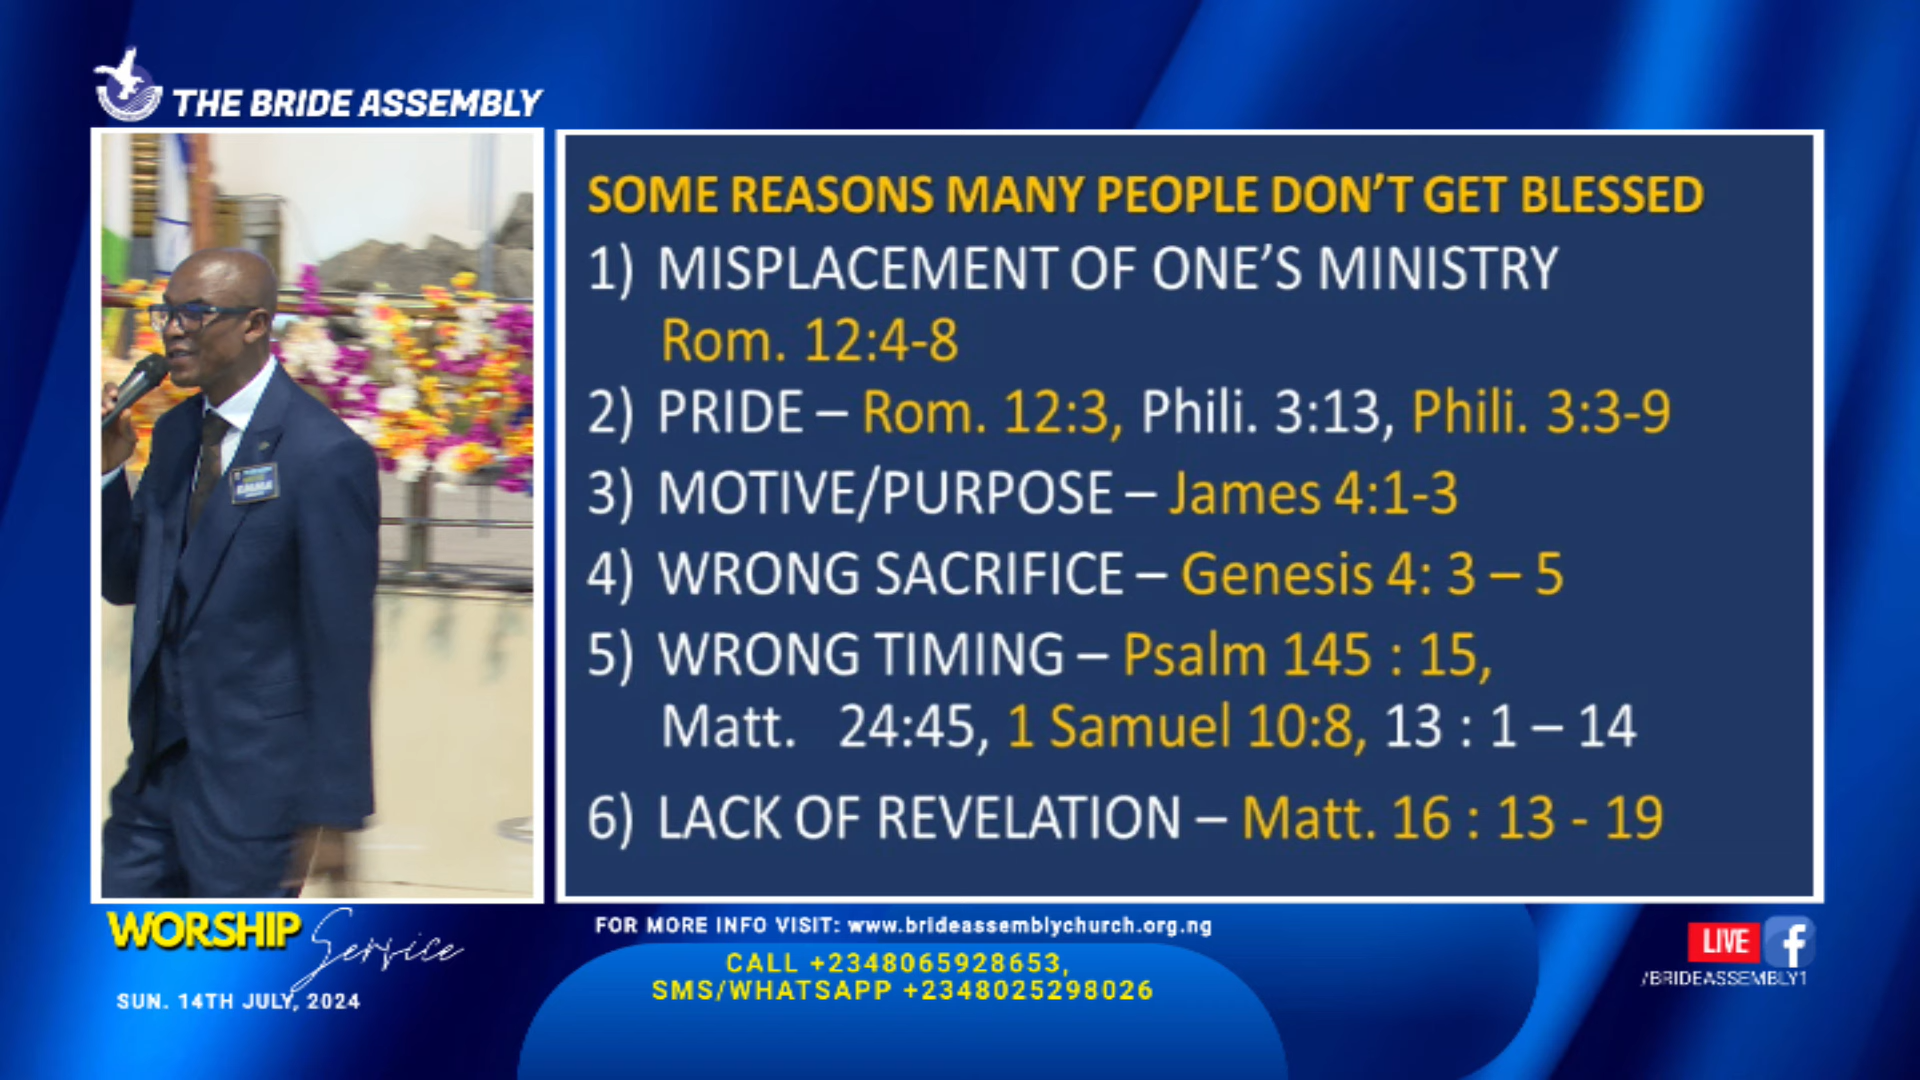 THE BRIDE ASSEMBLY
SOME REASONS MANY PEOPLE DON'T GET BLESSED
1) MISPLACEMENT OF ONE'S MINISTRY
Rom. 12:4-8
2) PRIDE – Rom. 12:3, Phili. 3:13, Phili. 3:3-9
3) MOTIVE/PURPOSE – James 4:1-3
4) WRONG SACRIFICE – Genesis 4: 3 – 5
5) WRONG TIMING – Psalm 145 : 15,
Matt. 24:45, 1 Samuel 10:8, 13 : 1 – 14
6) LACK OF REVELATION – Matt. 16 : 13 - 19
WORSHIP Service
SUN. 14TH JULY, 2024
FOR MORE INFO VISIT: www.brideassemblychurch.org.ng
CALL +2348065928653,
SMS/WHATSAPP +2348025298026
LIVE f
/BRIDEASSEMBLY1